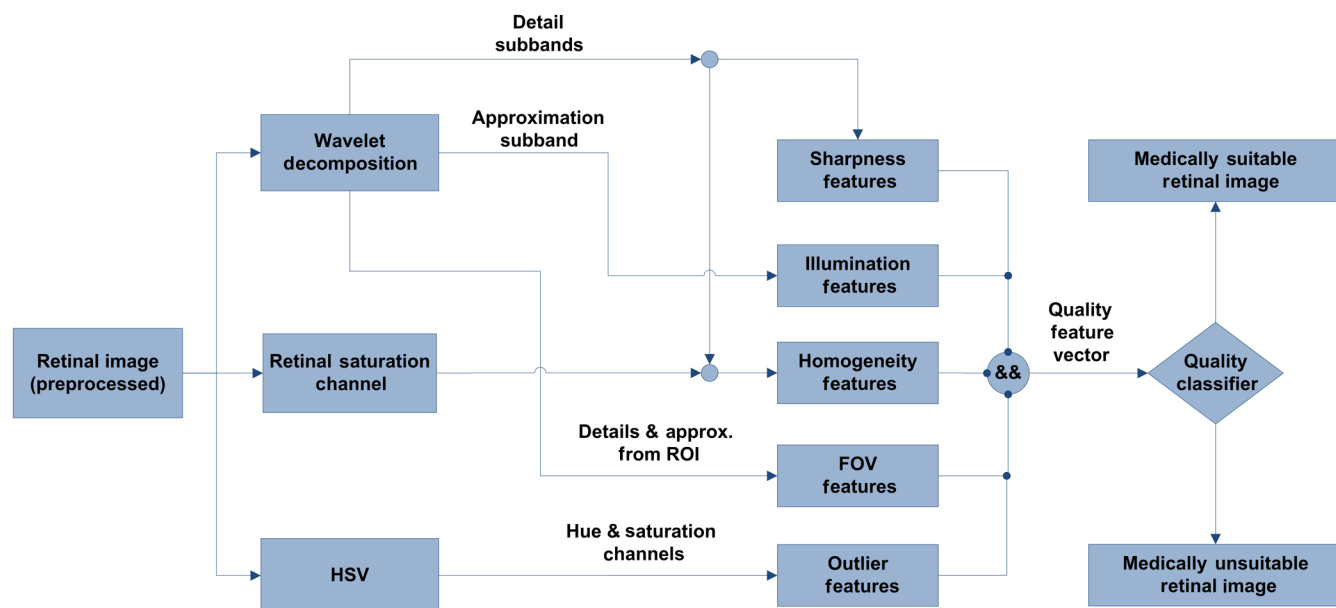 Detail
subbands
Approximation
subband
Wavelet
decomposition
Sharpness
features
Medically suitable
retinal image
Illumination
features
Retinal image
(preprocessed)
Retinal saturation
channel
Homogeneity
features
&&
Quality
feature
vector
Quality
classifier
Details & approx.
from ROI
FOV
features
Hue & saturation
channels
HSV
Outlier
features
Medically unsuitable
retinal image